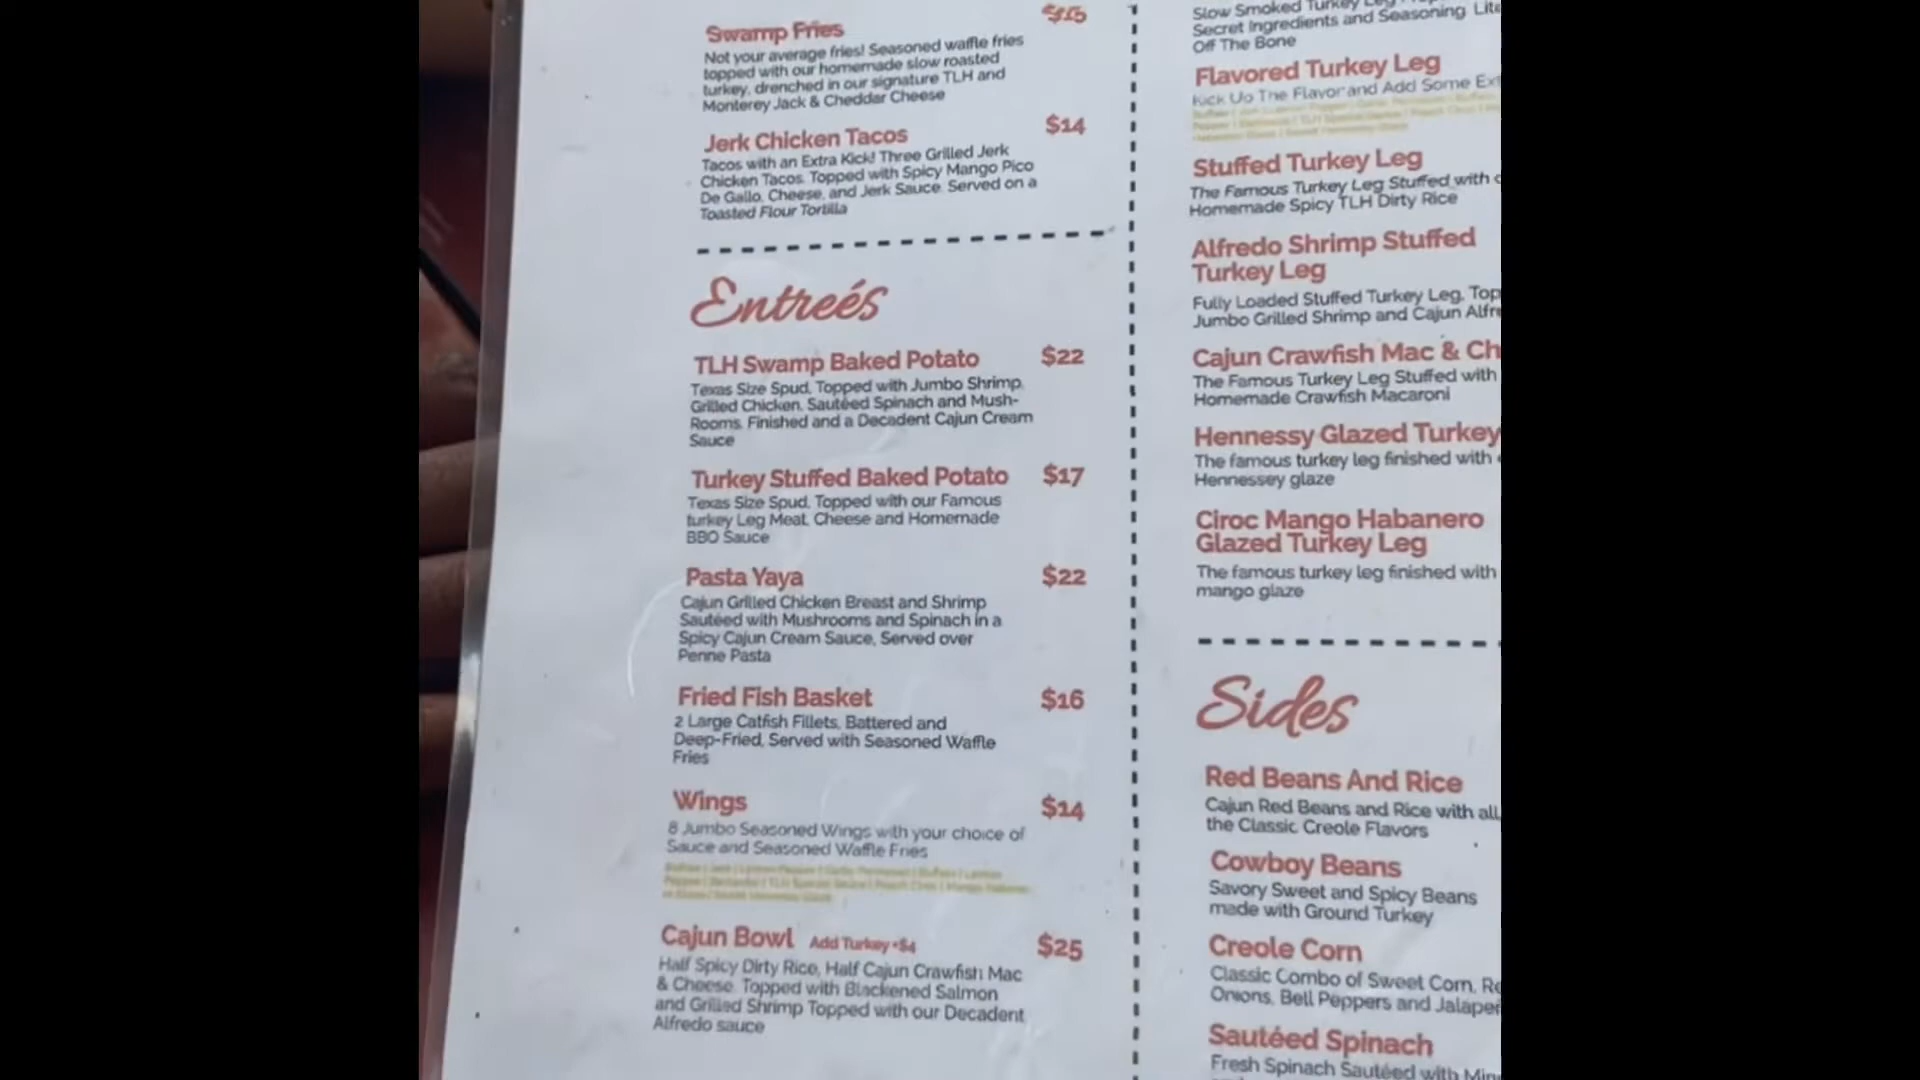 Swamp Fries $15
Not your average fries! Seasoned waffle fries
topped with our homemade slow roasted
turkey, drenched in our signature TLH and
Monterey Jack & Cheddar Cheese
Jerk Chicken Tacos $14
Tacos with an Extra Kick! Three Grilled Jerk
Chicken Tacos. Topped with Spicy Mango Pico
De Gallo, Cheese, and Jerk Sauce. Served on a
Toasted Flour Tortilla
Entreés
TLH Swamp Baked Potato $22
Texas Size Spud, Topped with Jumbo Shrimp,
Grilled Chicken, Sautéed Spinach and Mush-
Rooms. Finished and a Decadent Cajun Cream
Sauce
Turkey Stuffed Baked Potato $17
Texas Size Spud, Topped with our Famous
turkey Leg Meat, Cheese and Homemade
BBQ Sauce
Pasta Yaya $22
Cajun Grilled Chicken Breast and Shrimp
Sautéed with Mushrooms and Spinach in a
Spicy Cajun Cream Sauce, Served over
Penne Pasta
Fried Fish Basket $16
2 Large Catfish Fillets, Battered and
Deep-Fried, Served with Seasoned Waffle
Fries
Wings $14
8 Jumbo Seasoned Wings with your choice of
Sauce and Seasoned Waffle Fries
Cajun Bowl Add Turkey +$4 $25
Half Spicy Dirty Rice, Half Cajun Crawfish Mac
& Cheese. Topped with Blackened Salmon
and Grilled Shrimp Topped with our Decadent
Alfredo sauce
Slow Smoked Turkey Leg
Secret Ingredients and Seasoning. Lite
Off The Bone
Flavored Turkey Leg
Kick Up The Flavor and Add Some Ext
Stuffed Turkey Leg
The Famous Turkey Leg Stuffed with
Homemade Spicy TLH Dirty Rice
Alfredo Shrimp Stuffed
Turkey Leg
Fully Loaded Stuffed Turkey Leg, Top
Jumbo Grilled Shrimp and Cajun Alfr
Cajun Crawfish Mac & Ch
The Famous Turkey Leg Stuffed with
Homemade Crawfish Macaroni
Hennessy Glazed Turkey
The famous turkey leg finished with
Hennessey glaze
Ciroc Mango Habanero
Glazed Turkey Leg
The famous turkey leg finished with
mango glaze
Sides
Red Beans And Rice
Cajun Red Beans and Rice with all
the Classic Creole Flavors
Cowboy Beans
Savory Sweet and Spicy Beans
made with Ground Turkey
Creole Corn
Classic Combo of Sweet Corn, Re
Onions, Bell Peppers and Jalape
Sautéed Spinach
Fresh Spinach Sautéed with Min